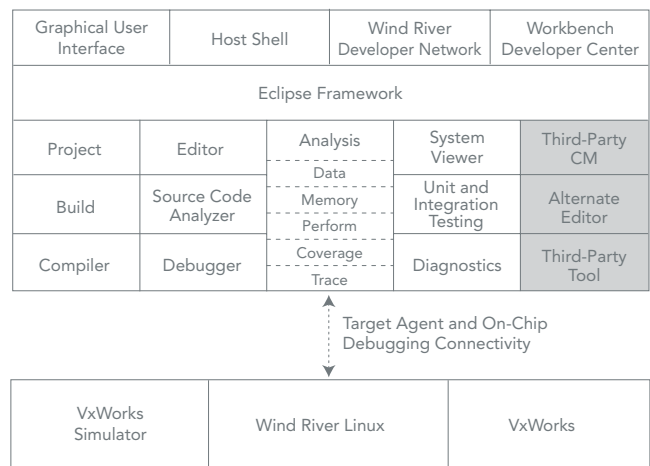 Graphical User
Interface
Host Shell
Wind River
Developer Network
Workbench
Developer Center
Eclipse Framework
Project
Editor
Analysis
System
Viewer
Third-Party
CM
Data
Build
Source Code
Analyzer
Memory
Unit and
Integration
Testing
Alternate
Editor
Perform
Compiler
Debugger
Coverage
Diagnostics
Third-Party
Tool
Trace
Target Agent and On-Chip
Debugging Connectivity
VxWorks
Simulator
Wind River Linux
VxWorks